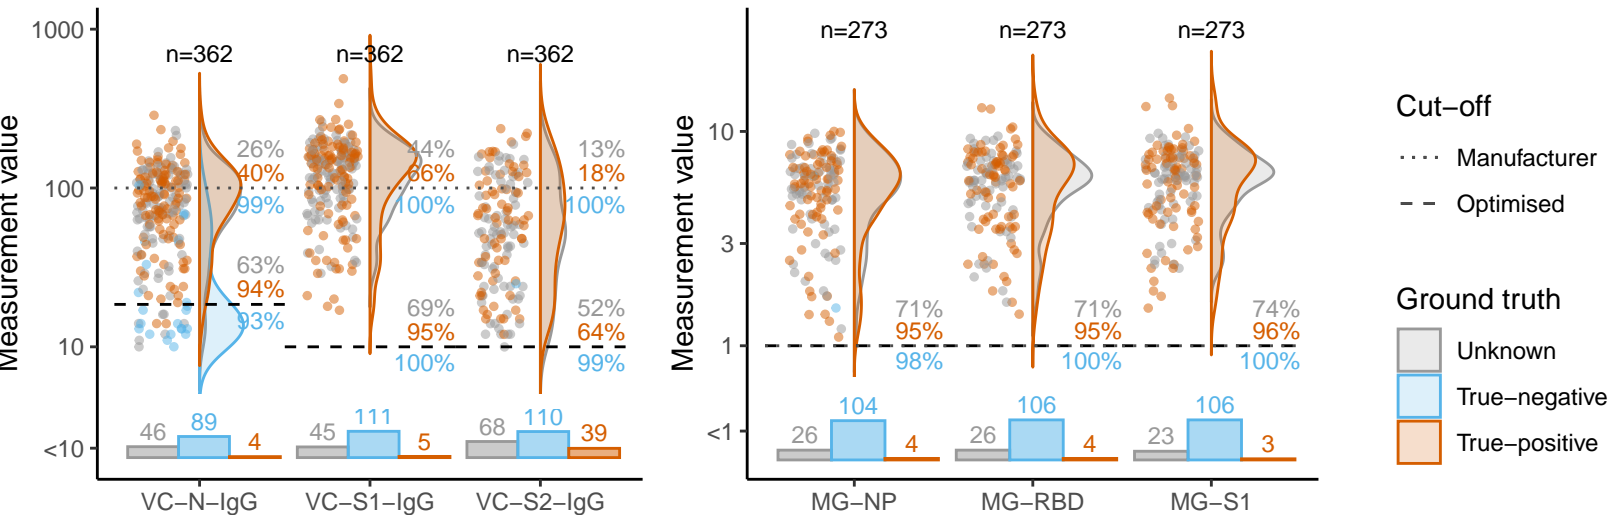 Measurement value
1000
100
10
<10
n=362
n=362
n=362
26%
40%
99%
63%
94%
93%
44%
66%
100%
69%
95%
100%
13%
18%
100%
52%
64%
99%
46
89
4
45
111
5
68
110
39
VC−N−IgG
VC−S1−IgG
VC−S2−IgG
Measurement value
10
3
1
<1
n=273
n=273
n=273
71%
95%
98%
71%
95%
100%
74%
96%
100%
26
104
4
26
106
4
23
106
3
MG−NP
MG−RBD
MG−S1
Cut−off
Manufacturer
Optimised
Ground truth
Unknown
True−negative
True−positive